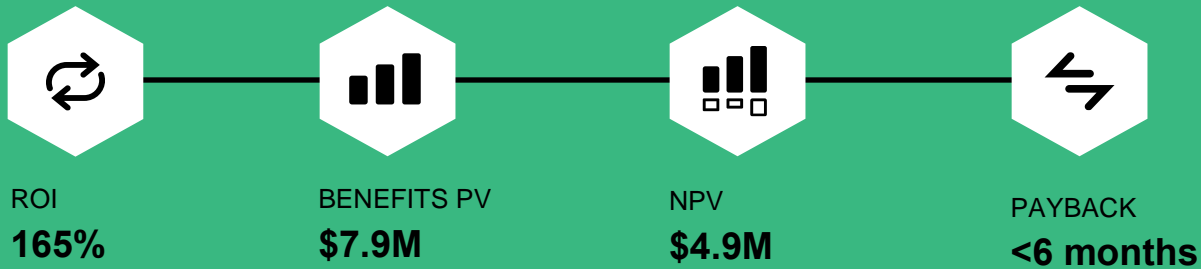 ROI
165%
BENEFITS PV
$7.9M
NPV
$4.9M
PAYBACK
<6 months